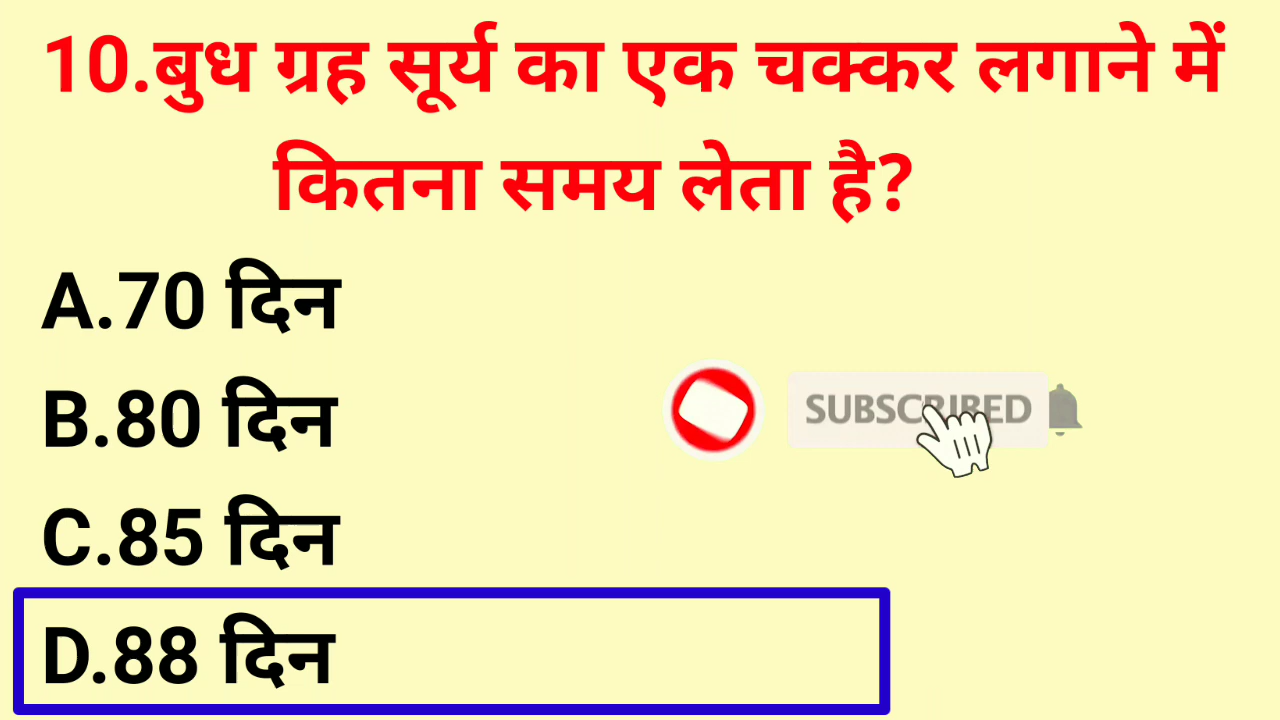 10.बुध ग्रह सूर्य का एक चक्कर लगाने में
कितना समय लेता है?
A.70 दिन
B.80 दिन
SUBSCRIBED
C.85 दिन
D.88 दिन